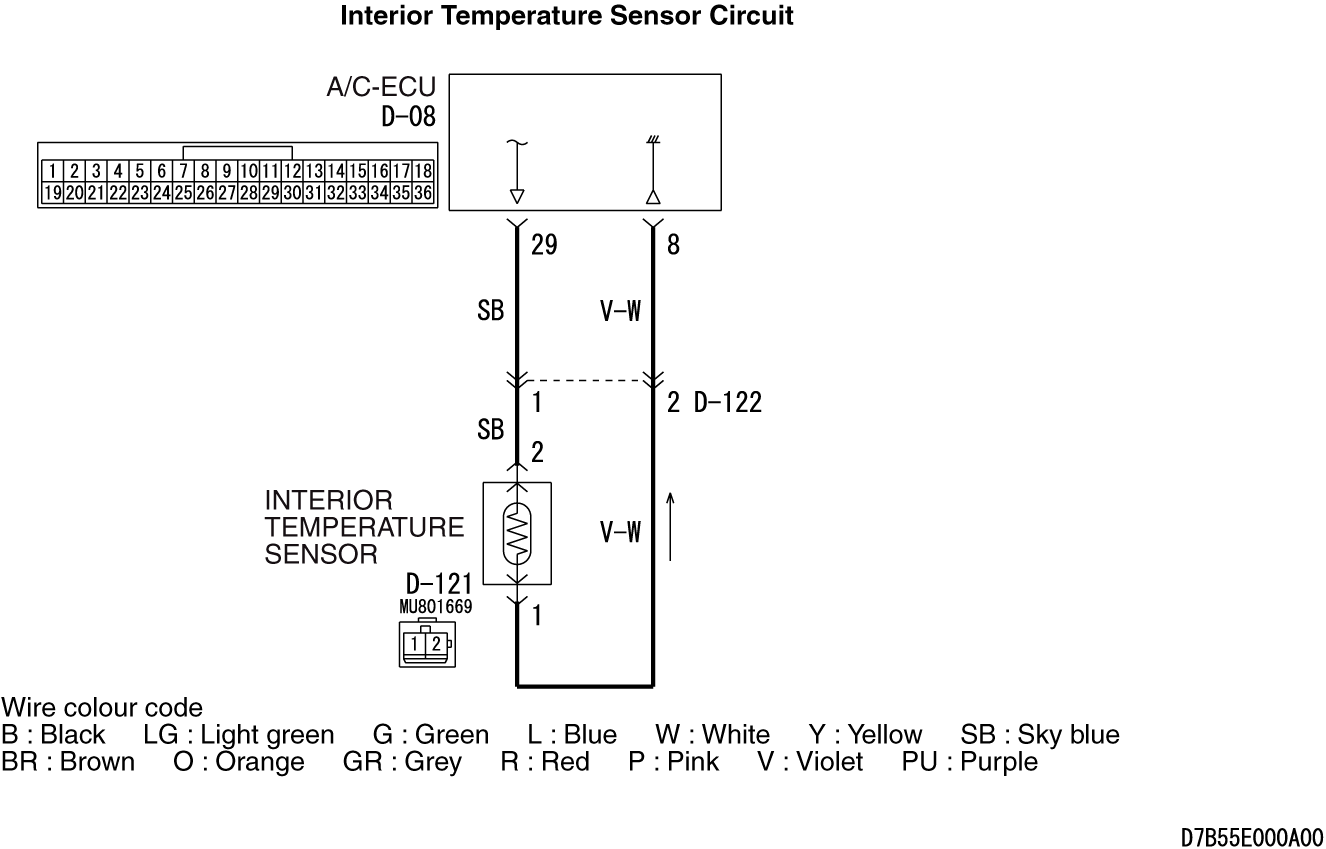 Interior Temperature Sensor Circuit
A/C-ECU
D-08
1 2 3 4 5 6 7 8 9 10 11 12 13 14 15 16 17 18
19 20 21 22 23 24 25 26 27 28 29 30 31 32 33 34 35 36
29 8
SB V-W
1 2 D-122
SB
2
INTERIOR
TEMPERATURE
SENSOR
V-W
D-121
MU801669
1
1 2
Wire colour code
B : Black LG : Light green G : Green L : Blue W : White Y : Yellow SB : Sky blue
BR : Brown O : Orange GR : Grey R : Red P : Pink V : Violet PU : Purple
D7B55E000A00